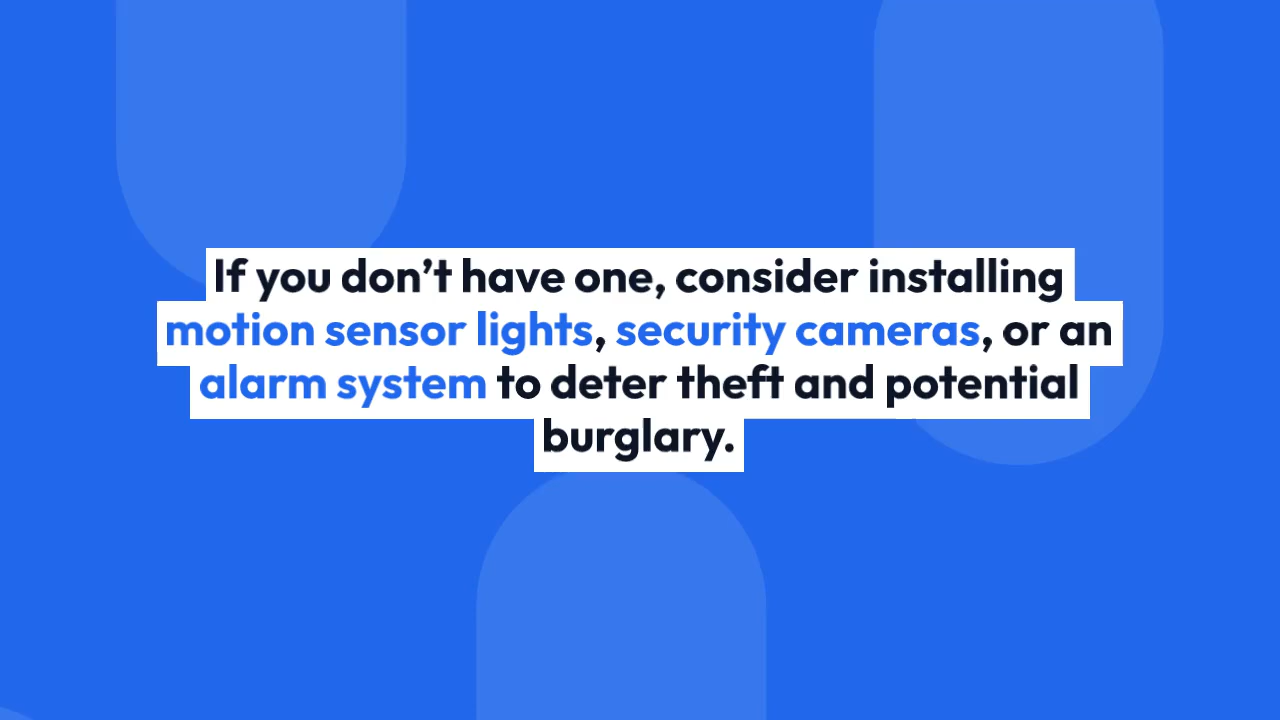 If you don’t have one, consider installing
motion sensor lights, security cameras, or an
alarm system to deter theft and potential
burglary.